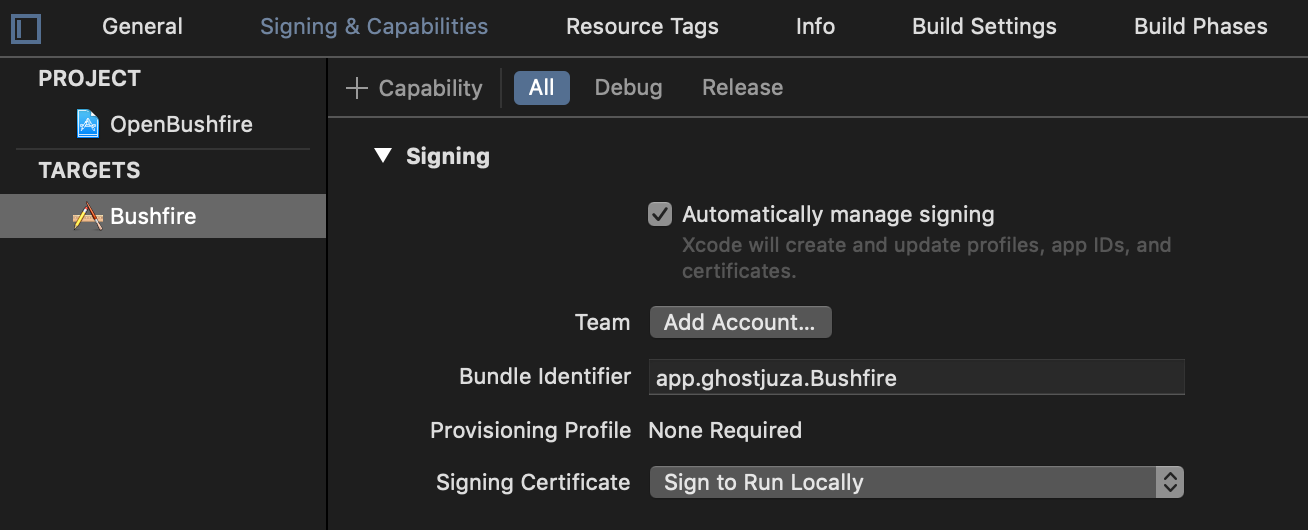 General Signing & Capabilities Resource Tags Info Build Settings Build Phases
PROJECT
OpenBushfire
TARGETS
Bushfire
+ Capability All Debug Release
Signing
Automatically manage signing
Xcode will create and update profiles, app IDs, and
certificates.
Team Add Account...
Bundle Identifier app.ghostjuza.Bushfire
Provisioning Profile None Required
Signing Certificate Sign to Run Locally